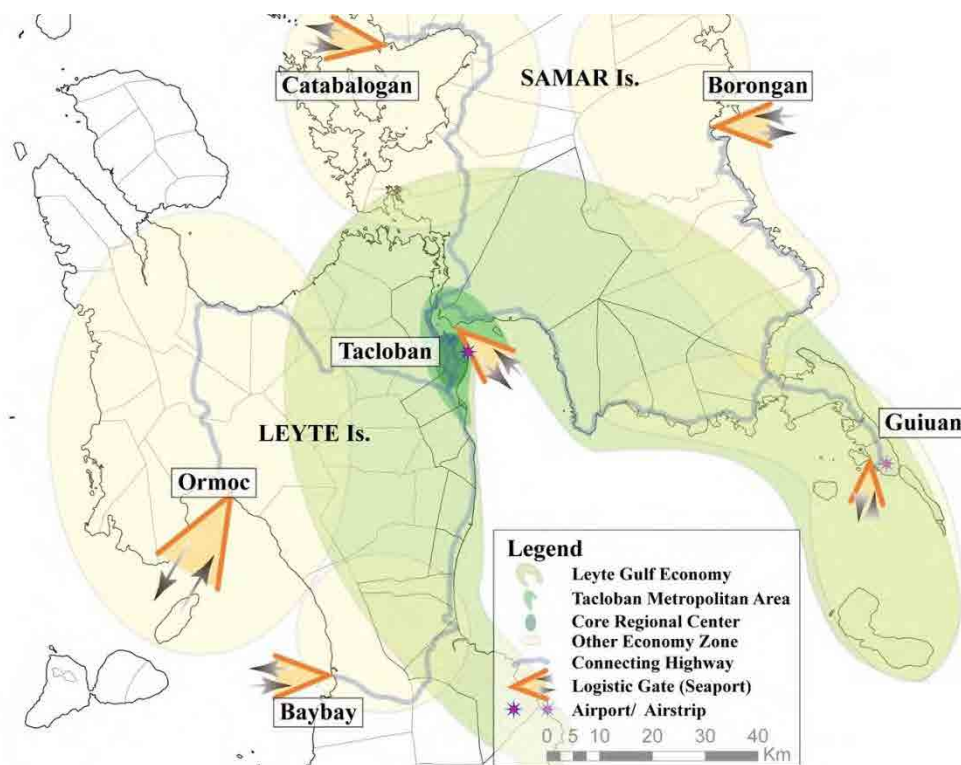 Catabalogan
SAMAR Is.
Borongan
Tacloban
LEYTE Is.
Guiuan
Ormoc
Baybay
Legend
Leyte Gulf Economy
Tacloban Metropolitan Area
Core Regional Center
Other Economy Zone
Connecting Highway
Logistic Gate (Seaport)
Airport/ Airstrip
0 5 10 20 30 40
Km